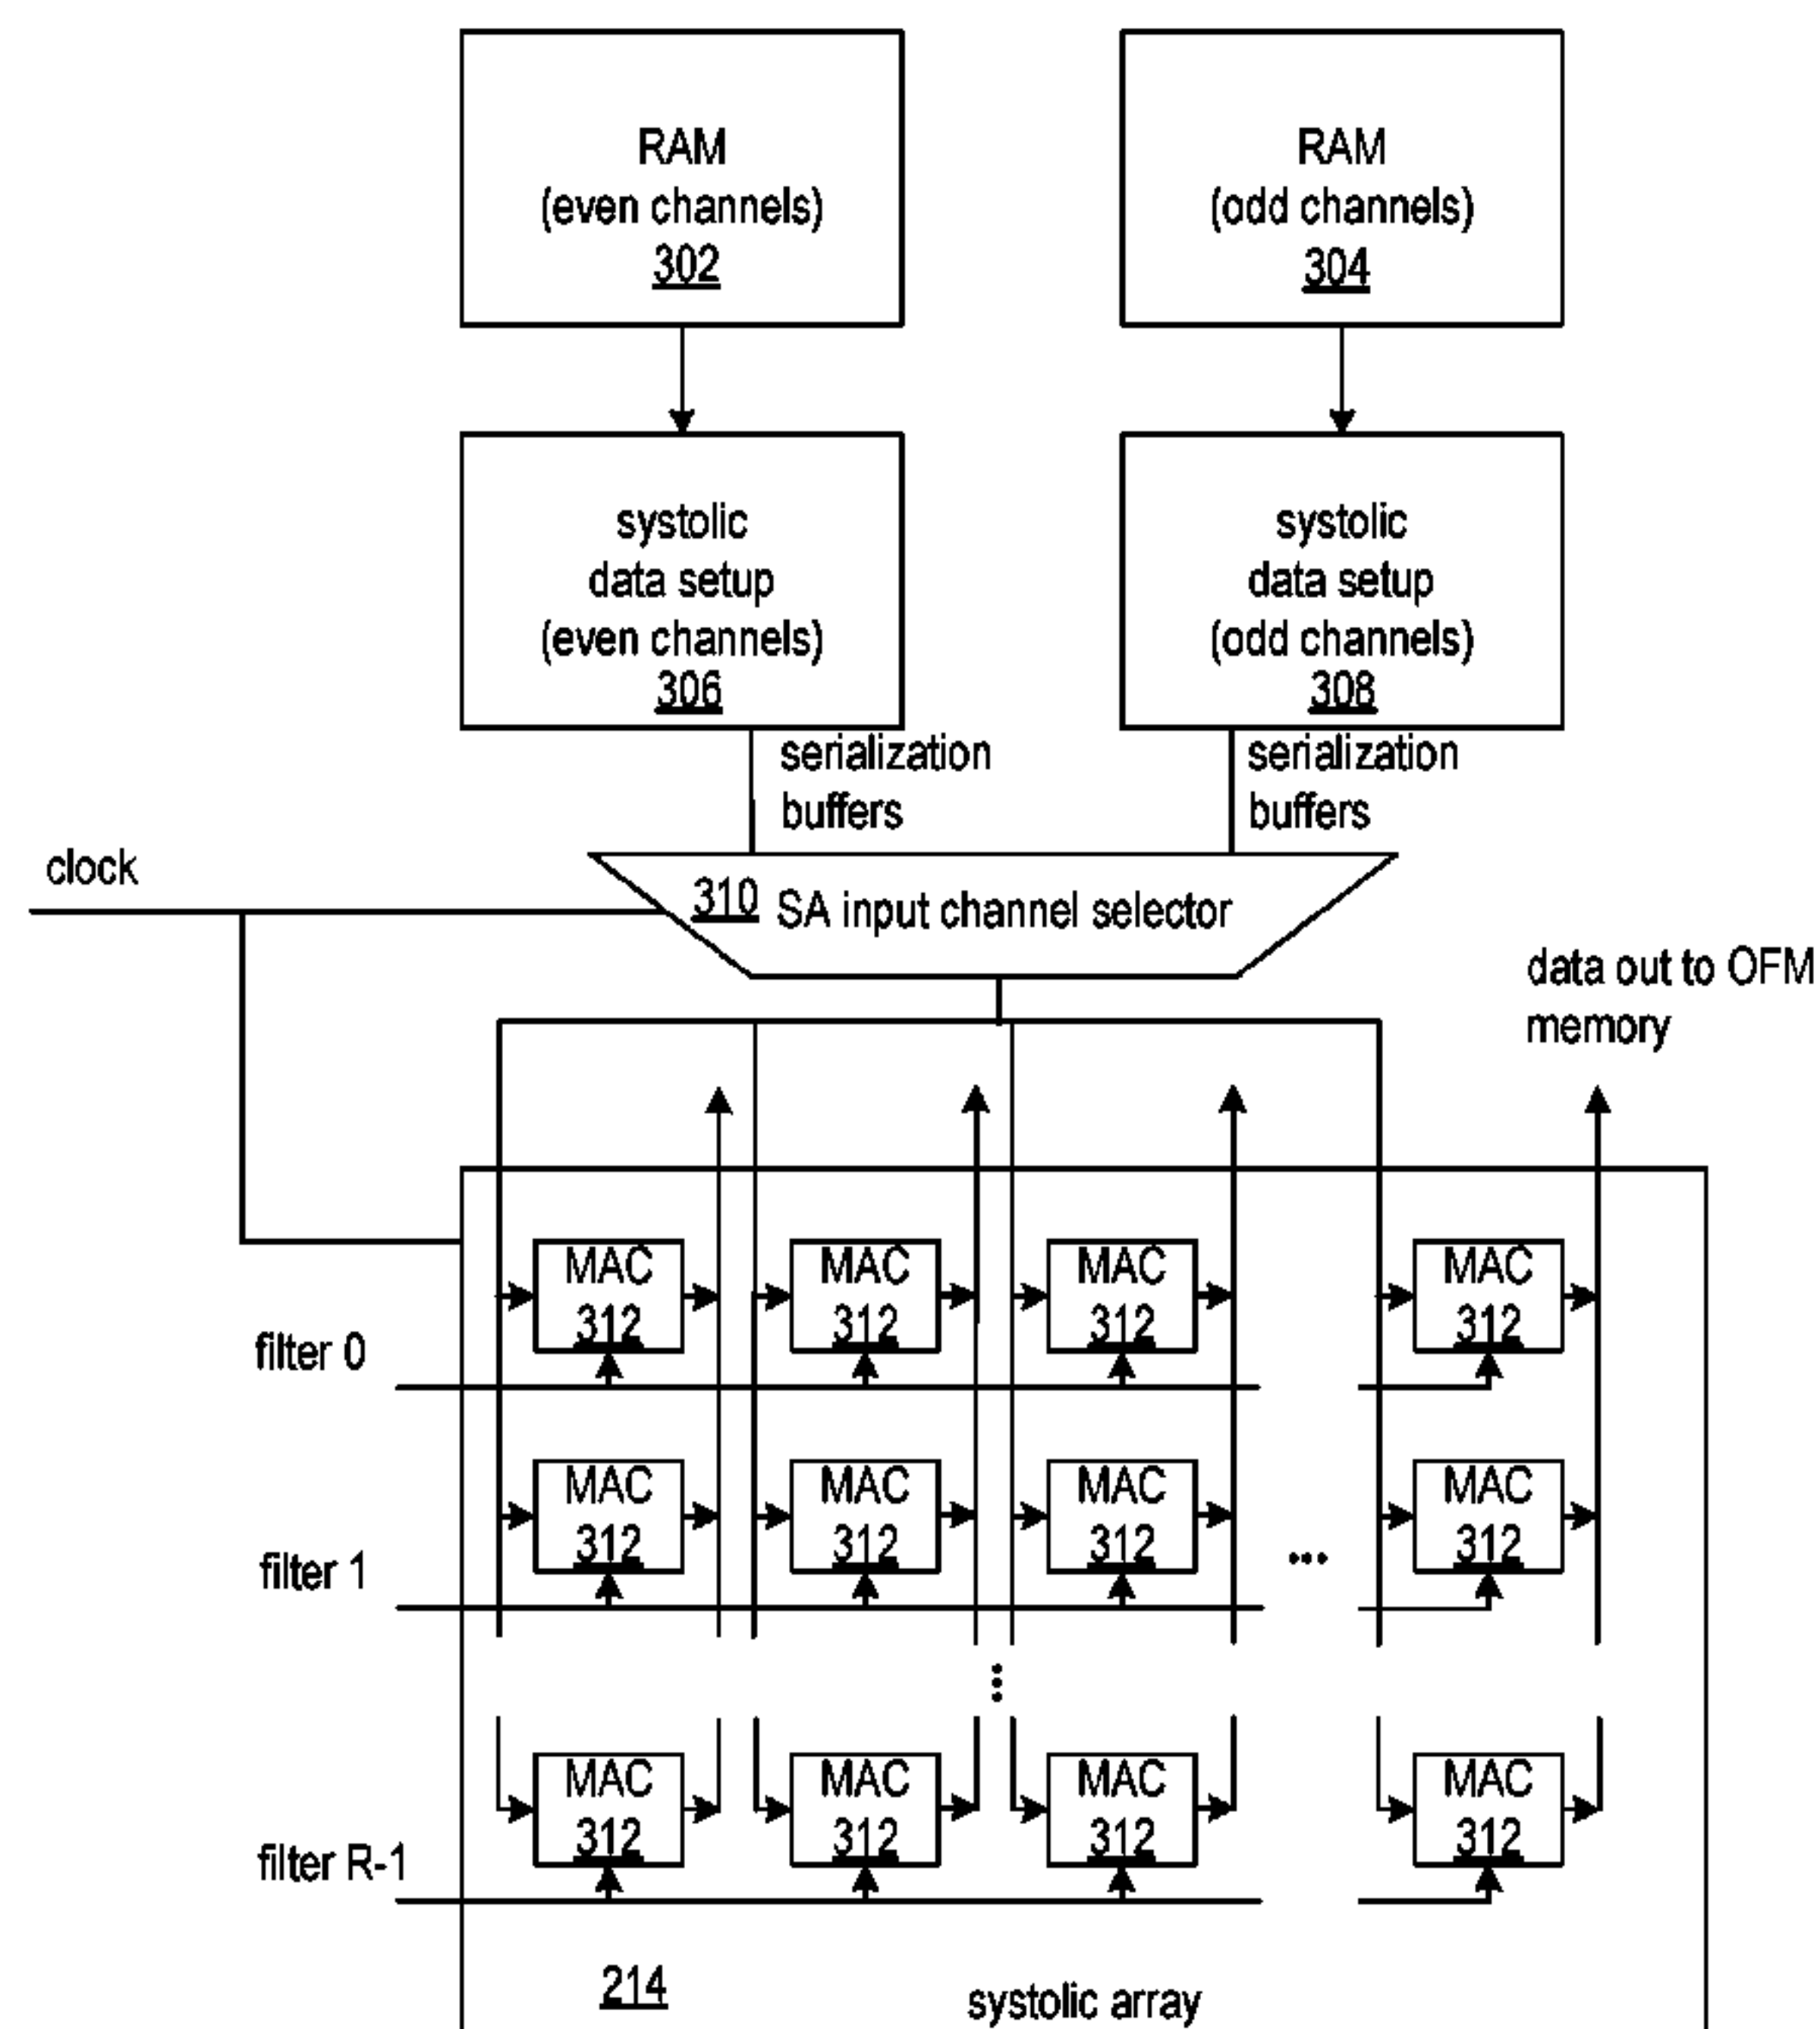 RAM
(even channels)
302
RAM
(odd channels)
304
systolic
data setup
(even channels)
306
systolic
data setup
(odd channels)
308
serialization
buffers
serialization
buffers
clock
310 SA input channel selector
data out to OFM
memory
MAC
312
MAC
312
MAC
312
MAC
312
filter 0
MAC
312
MAC
312
MAC
312
MAC
312
filter 1
...
...
MAC
312
MAC
312
MAC
312
MAC
312
filter R-1
214
systolic array